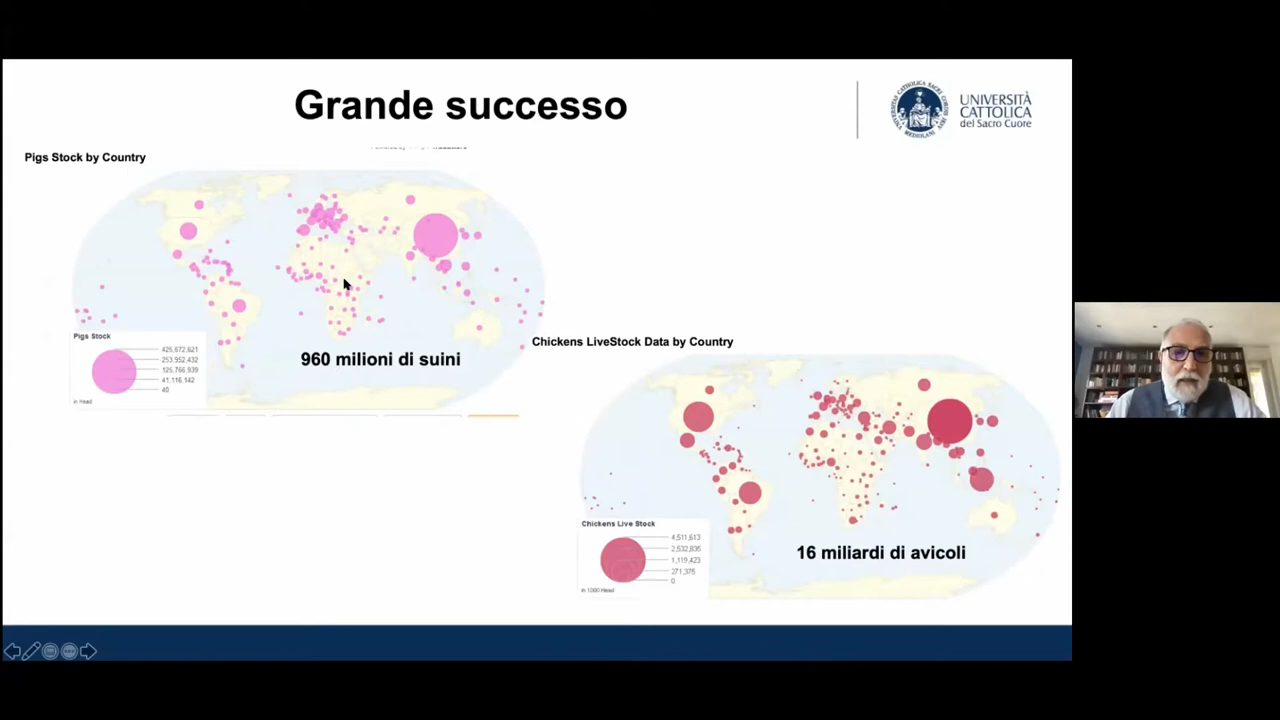 Grande successo
UNIVERSITÀ
CATTOLICA
del Sacro Cuore
Pigs Stock by Country
Pigs Stock
425,672,621
253,952,432
125,766,939
41,116,142
40
in Head
960 milioni di suini
Chickens LiveStock Data by Country
Chickens Live Stock
4,511,613
2,532,835
1,119,423
271,375
0
in 1000 Head
16 miliardi di avicoli